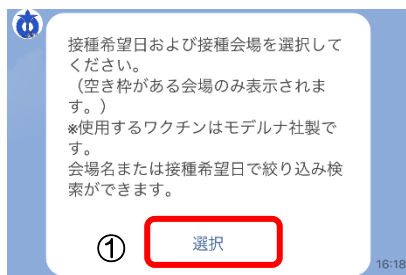 接種希望日および接種会場を選択して
ください。
（空き枠がある会場のみ表示されま
す。）
※使用するワクチンはモデルナ社製で
す。
会場名または接種希望日で絞り込み検
索ができます。
① 選択
16:18